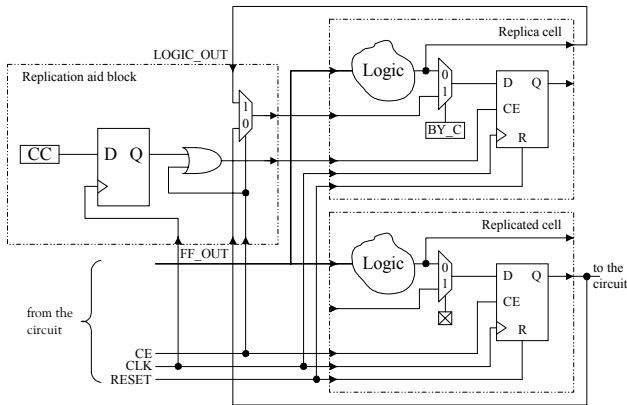 LOGIC_OUT
Replica cell
Replication aid block
Logic
0
1
D Q
CE
R
BY_C
1
0
CC
D Q
FF_OUT
Replicated cell
Logic
0
1
D Q
CE
R
to the
circuit
from the
circuit
CE
CLK
RESET